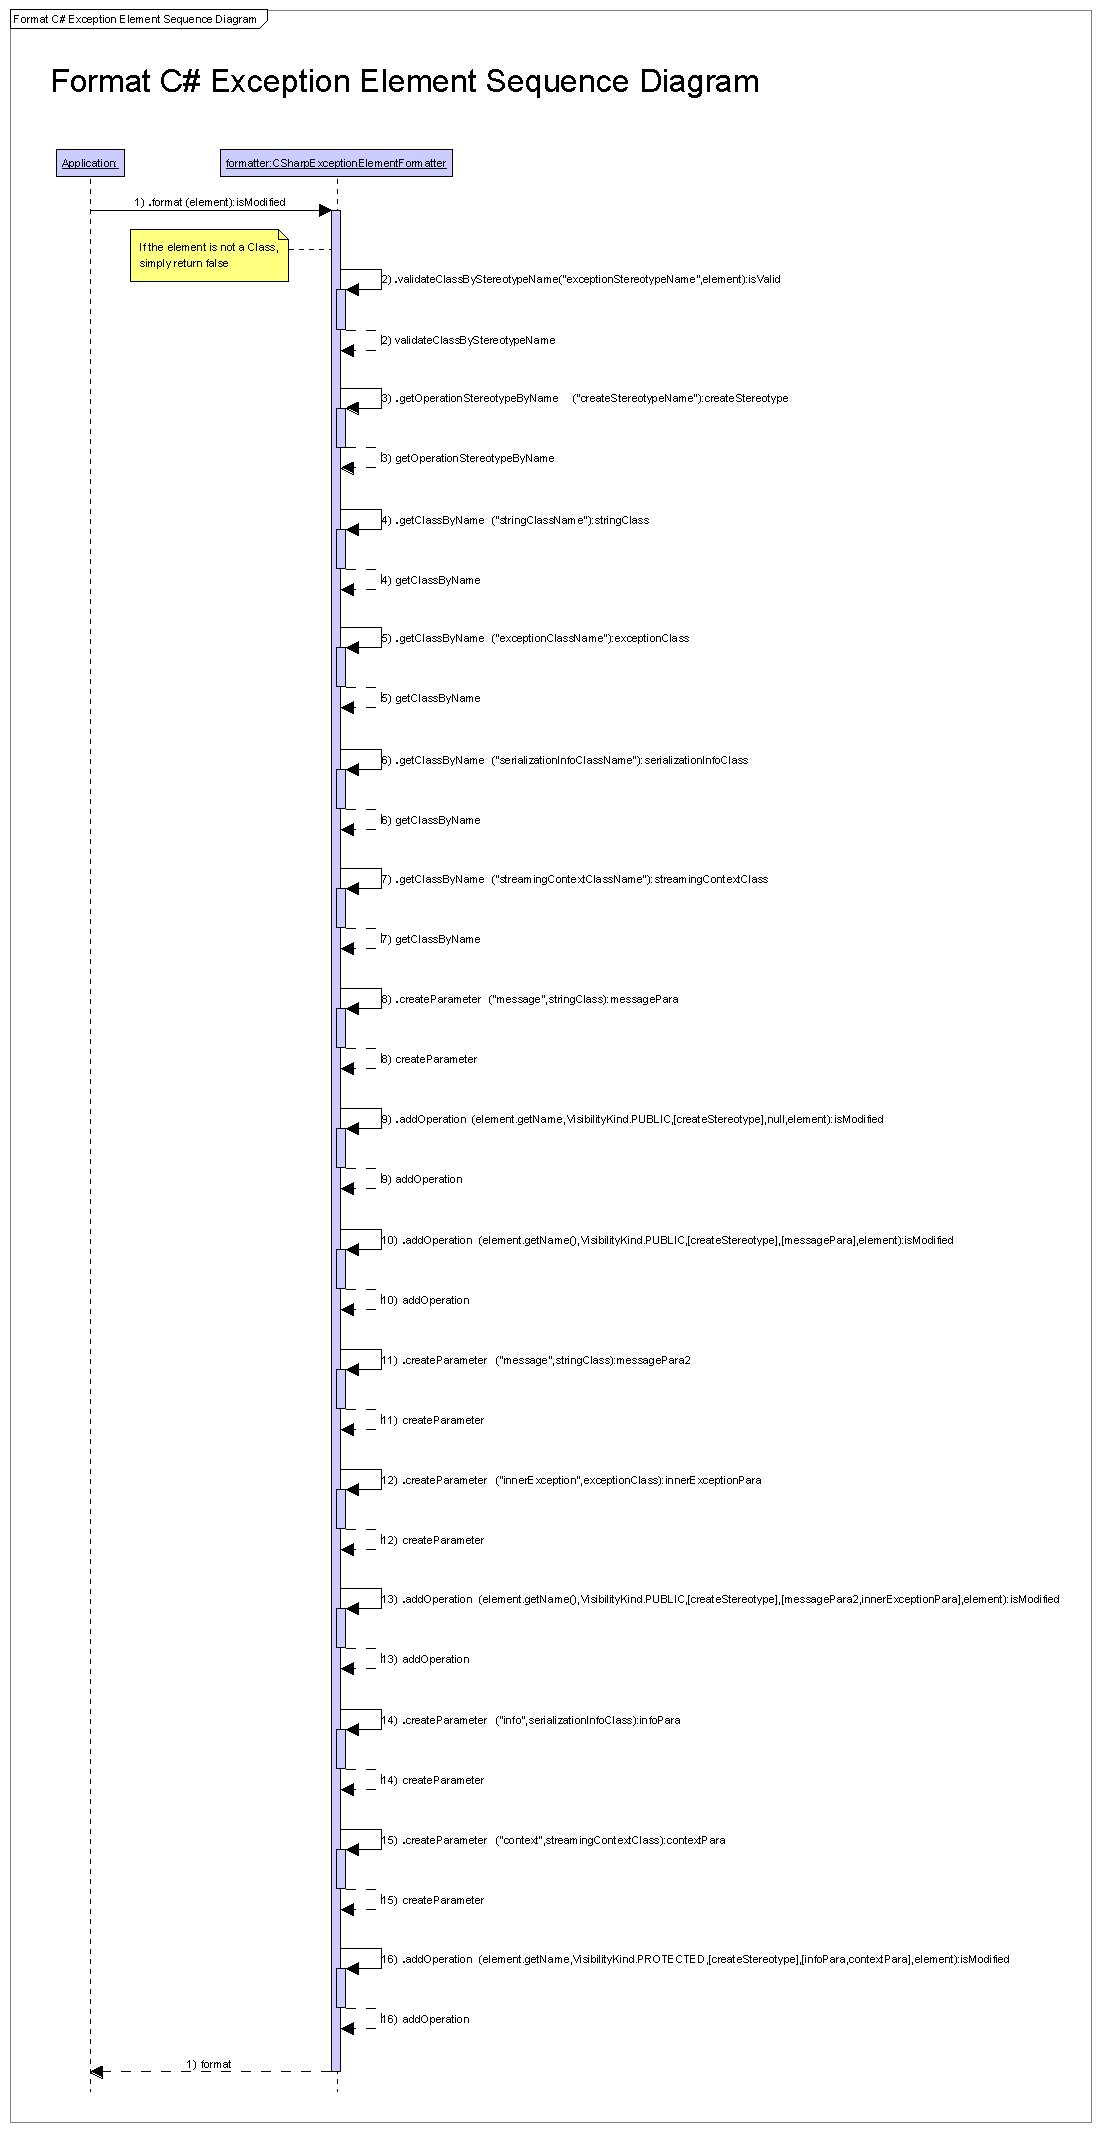 Format C# Exception Element Sequence Diagram
Format C# Exception Element Sequence Diagram
Application:
formatter:CSharpExceptionElementFormatter
1) .format (element):isModified
If the element is not a Class,
simply return false
2) .validateClassByStereotypeName("exceptionStereotypeName",element):isValid
2) validateClassByStereotypeName
3) .getOperationStereotypeByName ("createStereotypeName"):createStereotype
3) getOperationStereotypeByName
4) .getClassByName ("stringClassName"):stringClass
4) getClassByName
5) .getClassByName ("exceptionClassName"):exceptionClass
5) getClassByName
6) .getClassByName ("serializationInfoClassName"):serializationInfoClass
6) getClassByName
7) .getClassByName ("streamingContextClassName"):streamingContextClass
7) getClassByName
8) .createParameter ("message",stringClass):messagePara
8) createParameter
9) .addOperation (element.getName,VisibilityKind.PUBLIC,[createStereotype],null,element):isModified
9) addOperation
10) .addOperation (element.getName(),VisibilityKind.PUBLIC,[createStereotype],[messagePara],element):isModified
10) addOperation
11) .createParameter ("message",stringClass):messagePara2
11) createParameter
12) .createParameter ("innerException",exceptionClass):innerExceptionPara
12) createParameter
13) .addOperation (element.getName(),VisibilityKind.PUBLIC,[createStereotype],[messagePara2,innerExceptionPara],element):isModified
13) addOperation
14) .createParameter ("info",serializationInfoClass):infoPara
14) createParameter
15) .createParameter ("context",streamingContextClass):contextPara
15) createParameter
16) .addOperation (element.getName,VisibilityKind.PROTECTED,[createStereotype],[infoPara,contextPara],element):isModified
16) addOperation
1) format